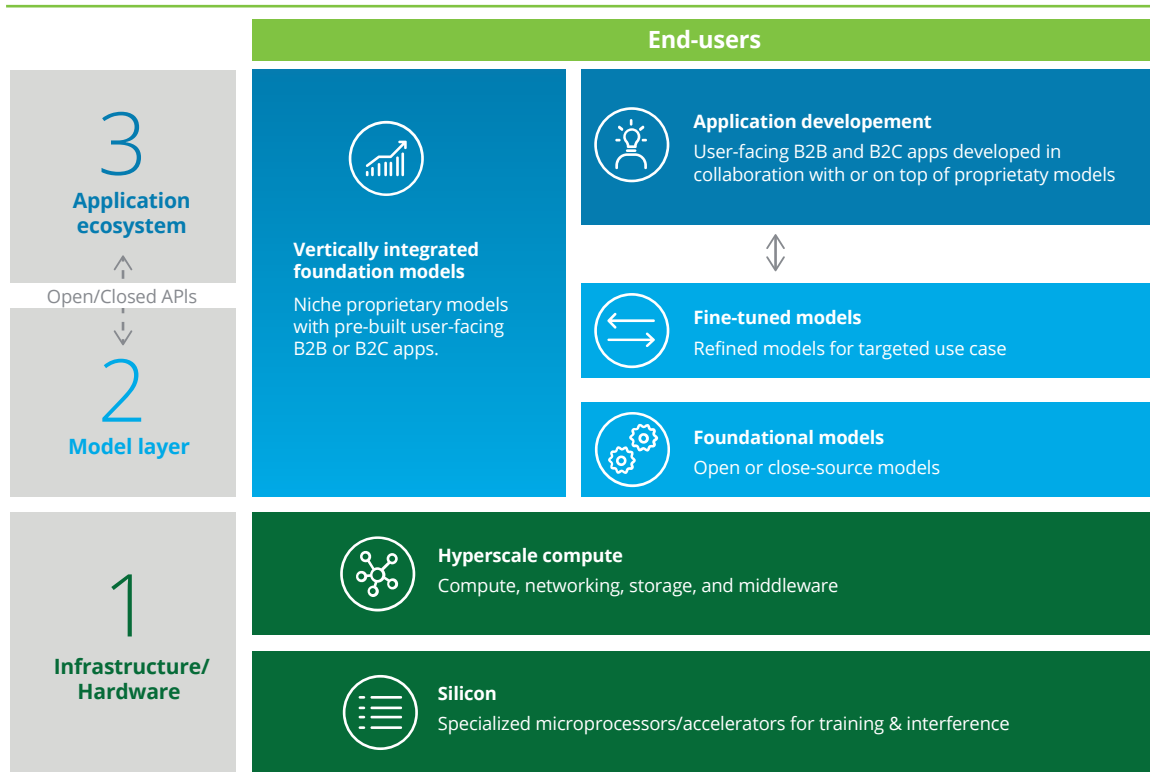 End-users
3
Application
ecosystem
Open/Closed APIs
2
Model layer
Vertically integrated
foundation models
Niche proprietary models
with pre-built user-facing
B2B or B2C apps.
Application developement
User-facing B2B and B2C apps developed in
collaboration with or on top of proprietaty models
Fine-tuned models
Refined models for targeted use case
Foundational models
Open or close-source models
1
Infrastructure/
Hardware
Hyperscale compute
Compute, networking, storage, and middleware
Silicon
Specialized microprocessors/accelerators for training & interference